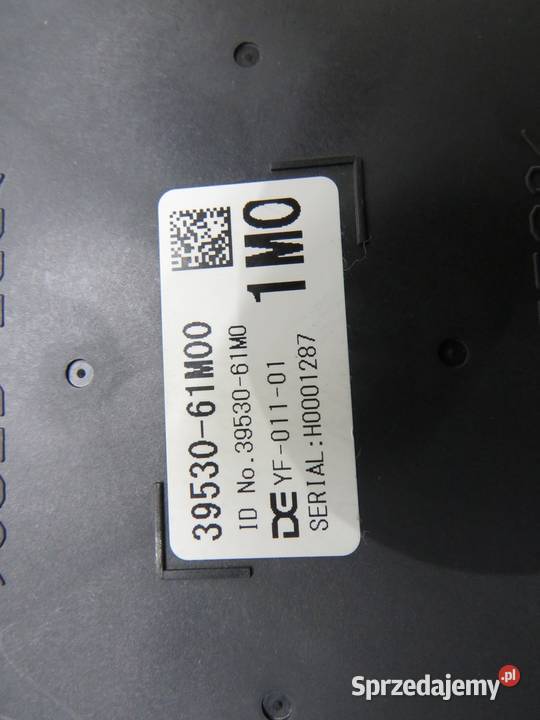 39530-61M00
ID No.39530-61M0
DE YF-011-01
SERIAL:H0001287
1M0
Sprzedajemy.pl